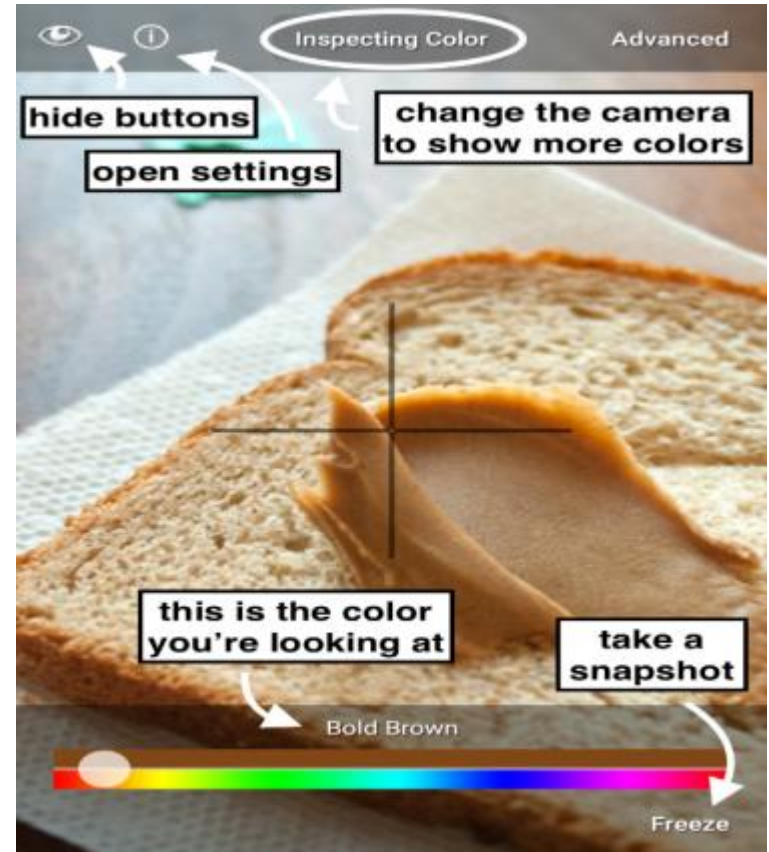 Inspecting Color
Advanced
hide buttons
change the camera
to show more colors
open settings
this is the color
you're looking at
take a
snapshot
Bold Brown
Freeze